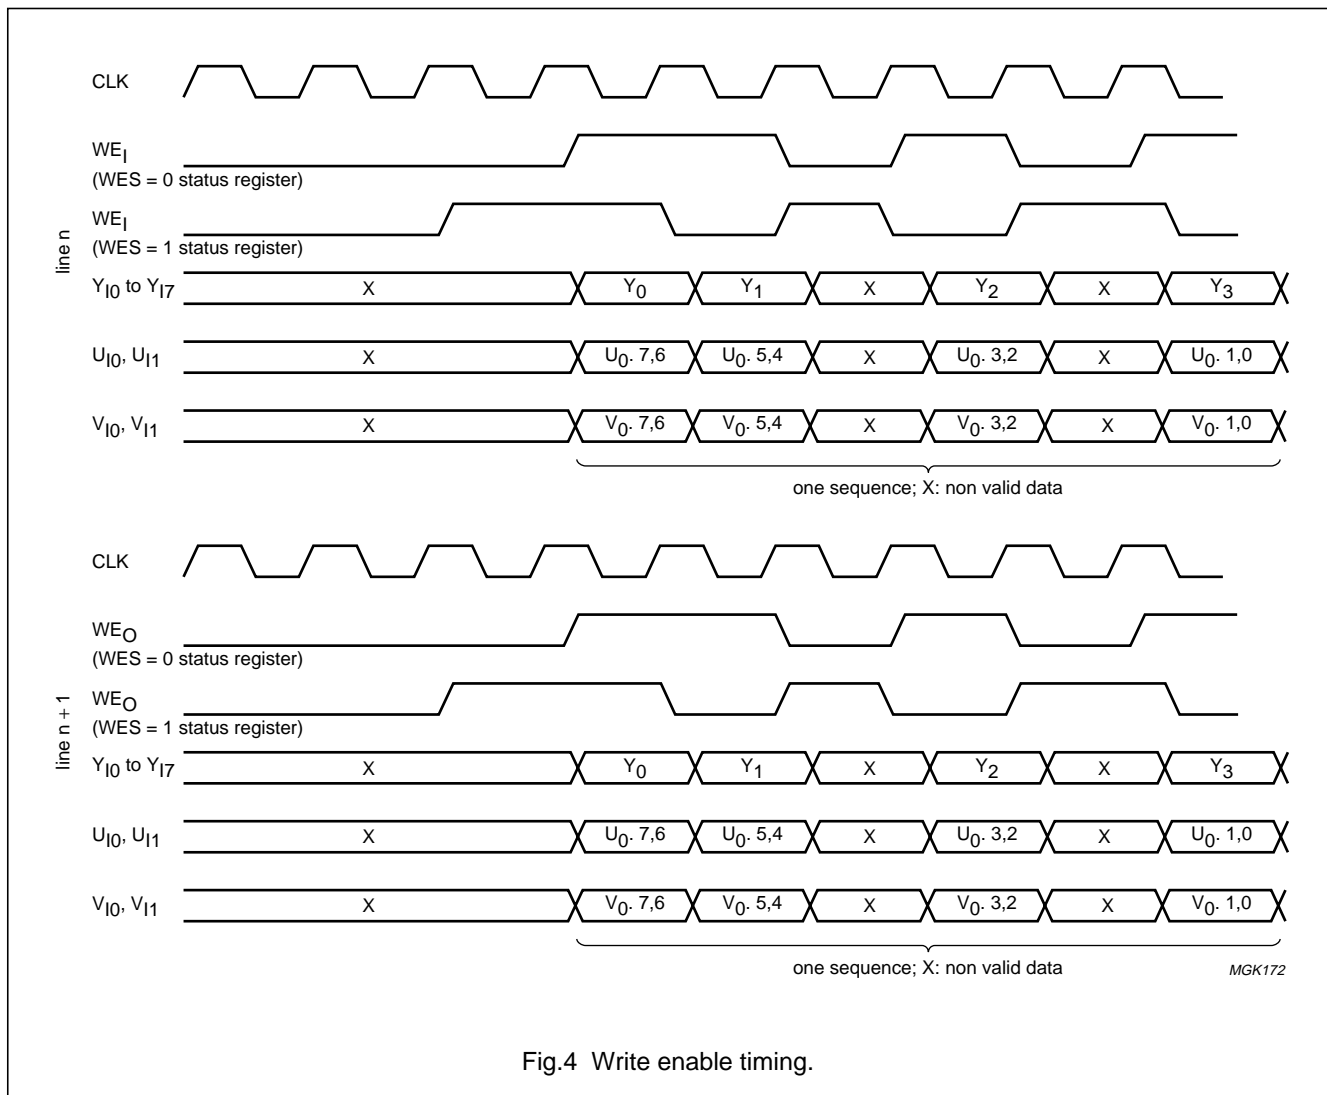 CLK
WEI
(WES = 0 status register)
WEI
(WES = 1 status register)
line n
YI0 to YI7 X Y0 Y1 X Y2 X Y3
UI0, UI1 X U0. 7,6 U0. 5,4 X U0. 3,2 X U0. 1,0
VI0, VI1 X V0. 7,6 V0. 5,4 X V0. 3,2 X V0. 1,0
one sequence; X: non valid data
CLK
WEO
(WES = 0 status register)
WEO
(WES = 1 status register)
line n + 1
YI0 to YI7 X Y0 Y1 X Y2 X Y3
UI0, UI1 X U0. 7,6 U0. 5,4 X U0. 3,2 X U0. 1,0
VI0, VI1 X V0. 7,6 V0. 5,4 X V0. 3,2 X V0. 1,0
one sequence; X: non valid data
MGK172
Fig.4 Write enable timing.